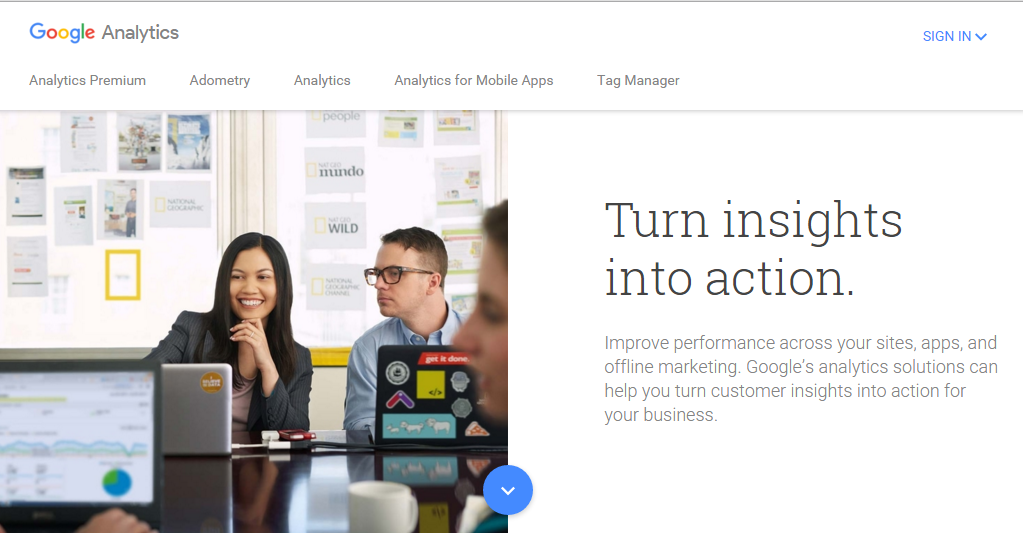 Google Analytics
SIGN IN
Analytics Premium
Adometry
Analytics
Analytics for Mobile Apps
Tag Manager
people
NAT GEO
mundo
NATIONAL
GEOGRAPHIC
NAT GEO
WILD
NATIONAL
GEOGRAPHIC
CHANNEL
get it done.
</>
Turn insights
into action.
Improve performance across your sites, apps, and
offline marketing. Google's analytics solutions can
help you turn customer insights into action for
your business.